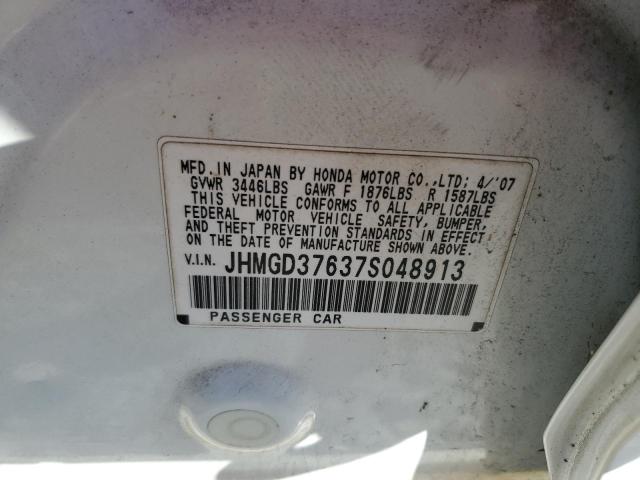 MFD.IN JAPAN BY HONDA MOTOR CO.,LTD; 4/'07
GVWR 3446LBS GAWR F 1876LBS R 1587LBS
THIS VEHICLE CONFORMS TO ALL APPLICABLE
FEDERAL MOTOR VEHICLE SAFETY, BUMPER,
AND THEFT PREVENTION STANDARDS IN EFFECT
ON THE DATE OF MANUFACTURE SHOWN ABOVE.
V.I.N. JHMGD37637S048913
PASSENGER CAR